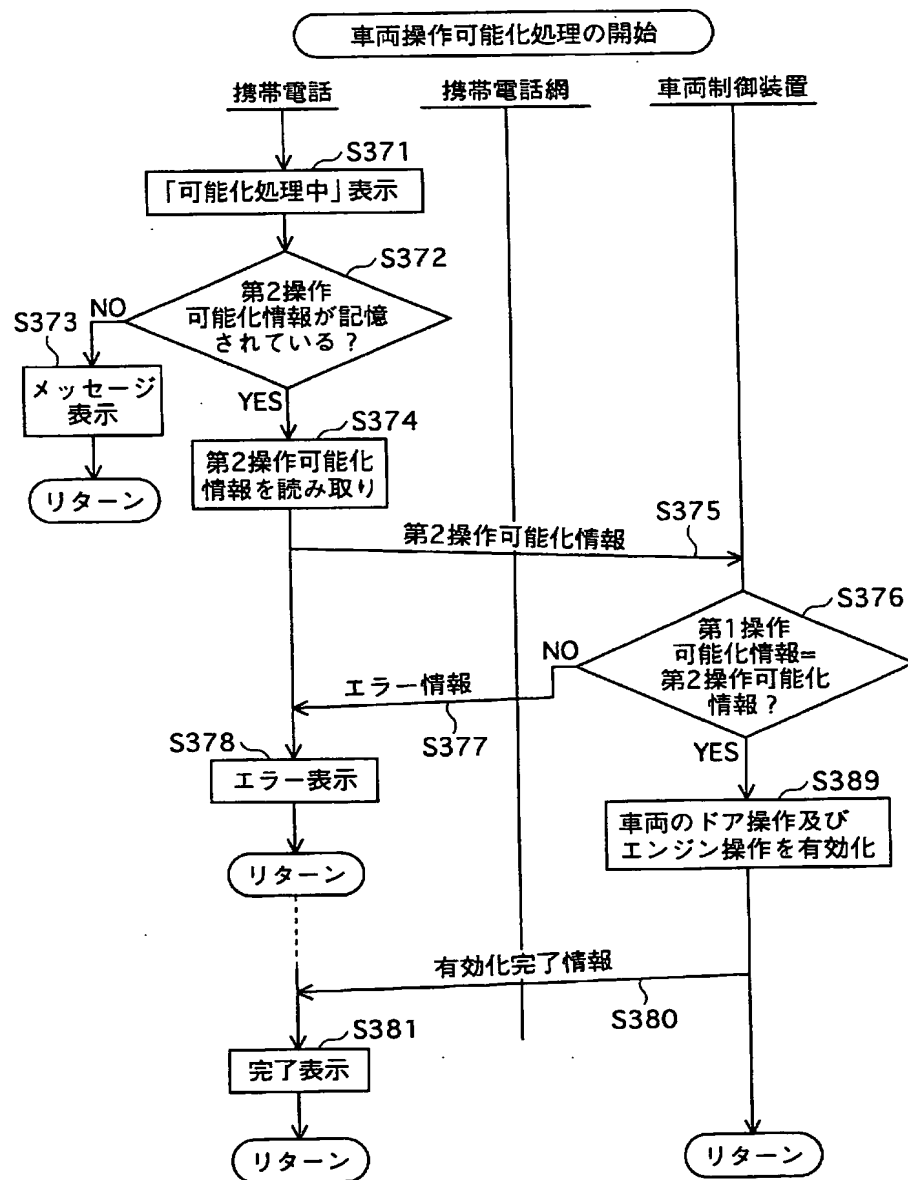 車両操作可能化処理の開始
携帯電話
携帯電話網
車両制御装置
S371
「可能化処理中」表示
S372
第2操作
可能化情報が記憶
されている？
NO
S373
メッセージ
表示
リターン
YES
S374
第2操作可能化
情報を読み取り
第2操作可能化情報
S375
S376
第1操作
可能化情報=
第2操作可能化
情報？
NO
エラー情報
S377
S378
エラー表示
リターン
YES
S389
車両のドア操作及び
エンジン操作を有効化
有効化完了情報
S380
S381
完了表示
リターン
リターン